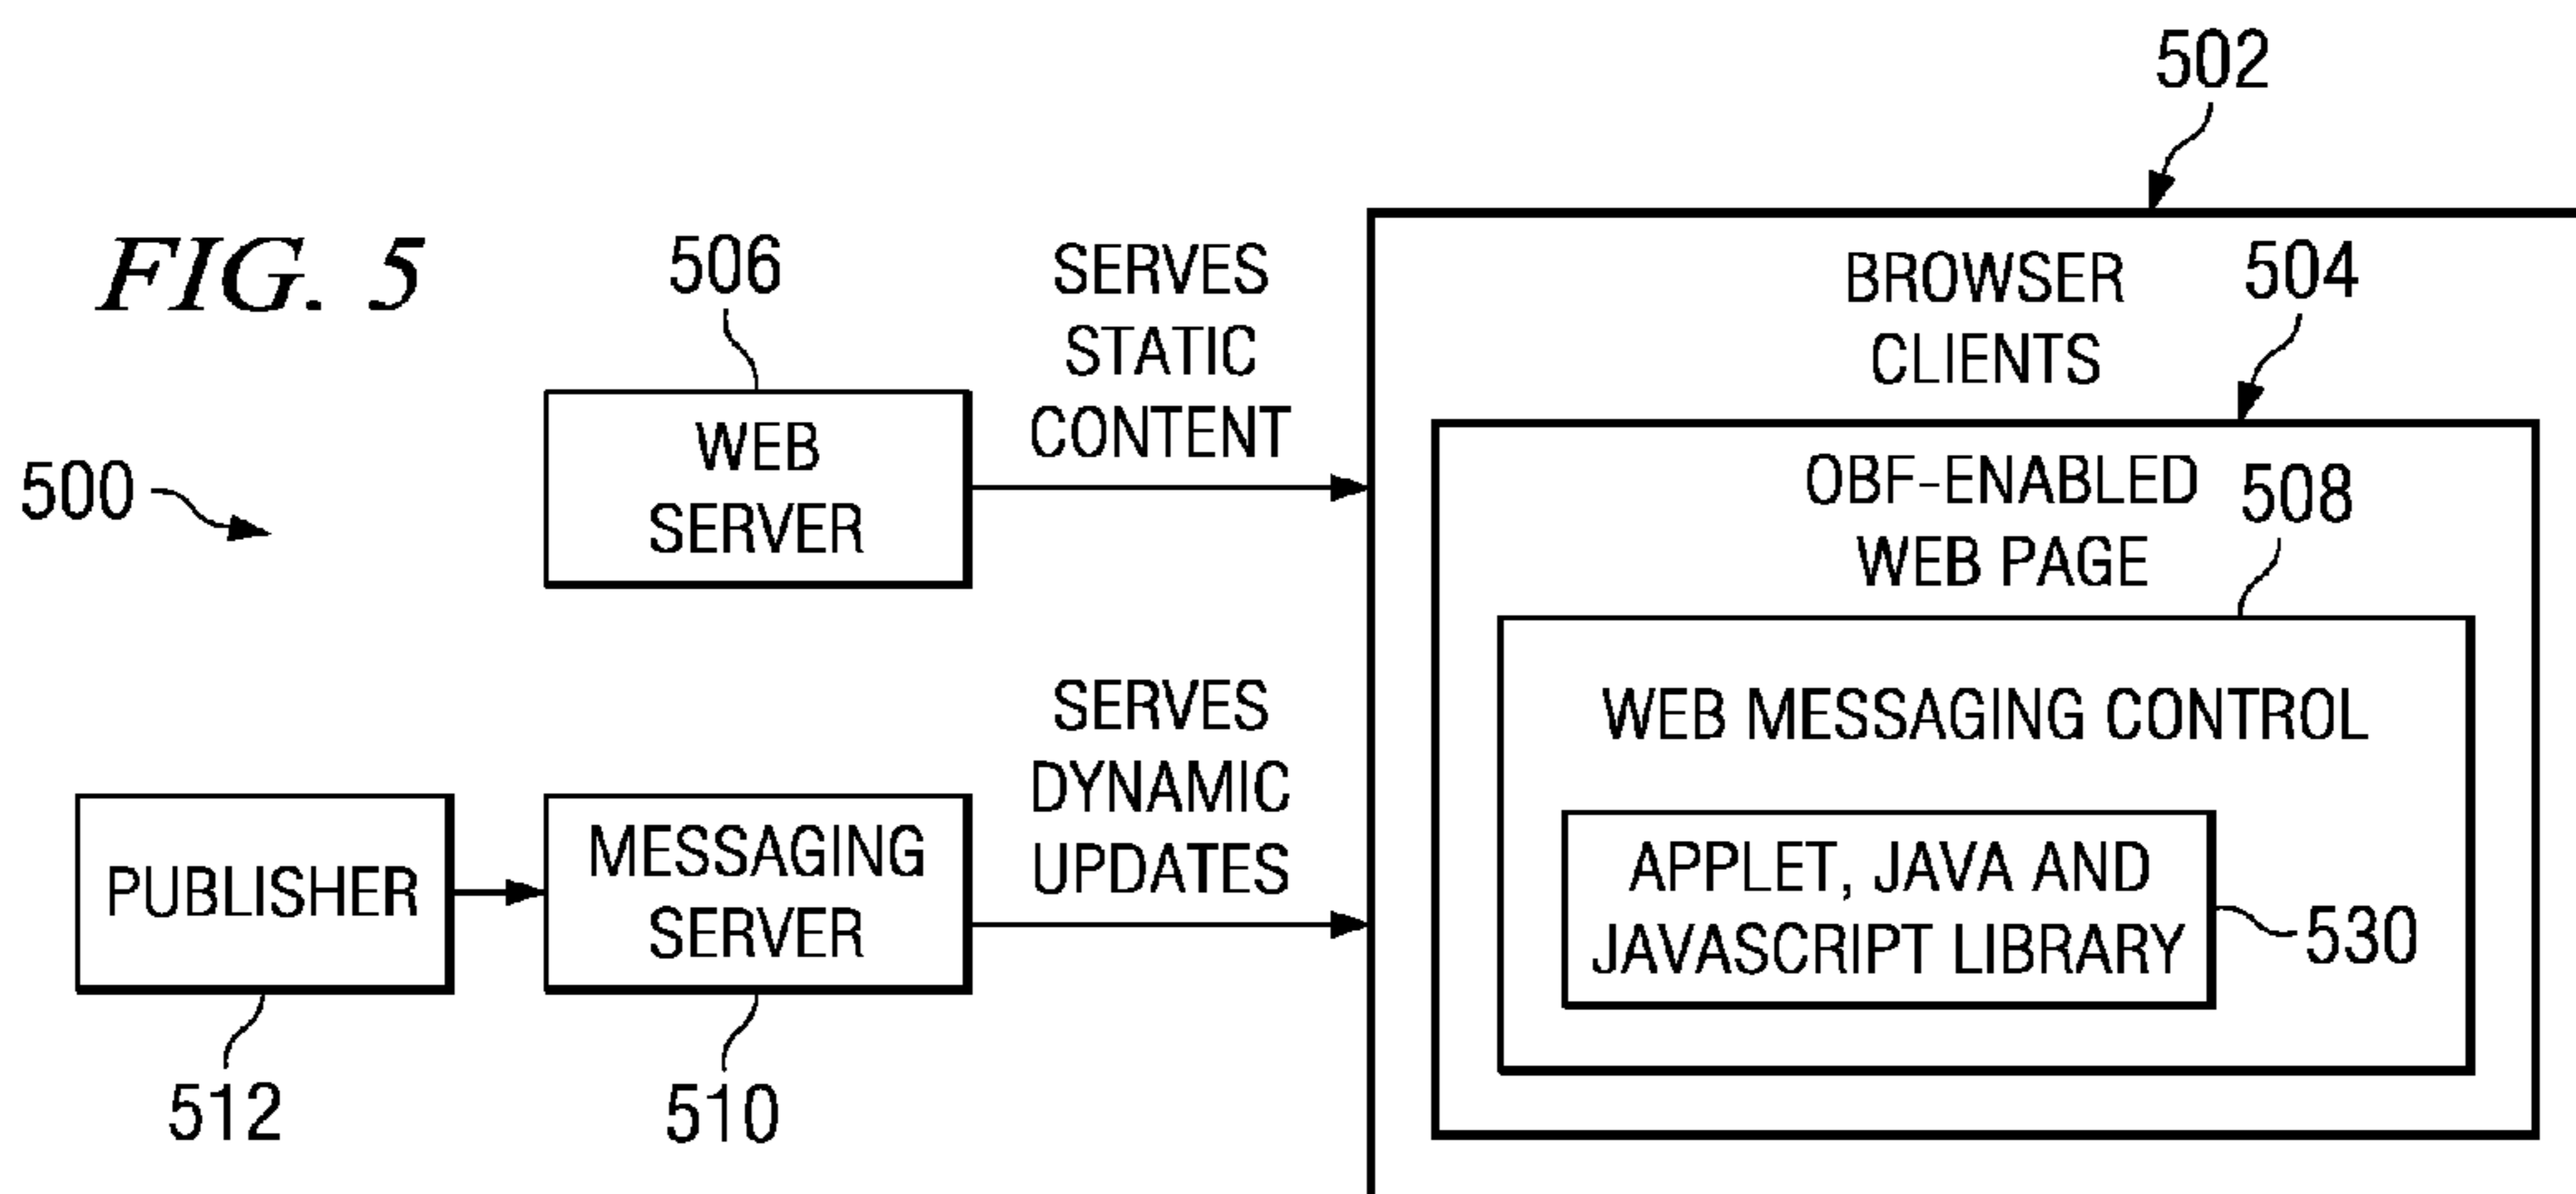 FIG. 5
500
502
506
WEB
SERVER
SERVES
STATIC
CONTENT
BROWSER
CLIENTS
504
OBF-ENABLED
WEB PAGE
508
WEB MESSAGING CONTROL
APPLET, JAVA AND
JAVASCRIPT LIBRARY
530
PUBLISHER
512
MESSAGING
SERVER
510
SERVES
DYNAMIC
UPDATES